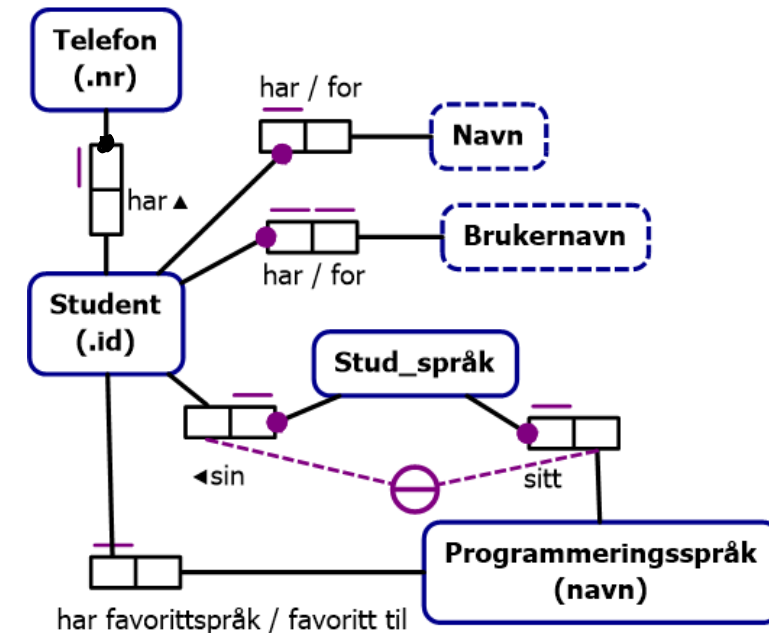 Telefon
(.nr)
har / for
Navn
har ▲
Brukernavn
har / for
Student
(.id)
Stud_språk
◄sin
sitt
Programmeringsspråk
(navn)
har favorittspråk / favoritt til